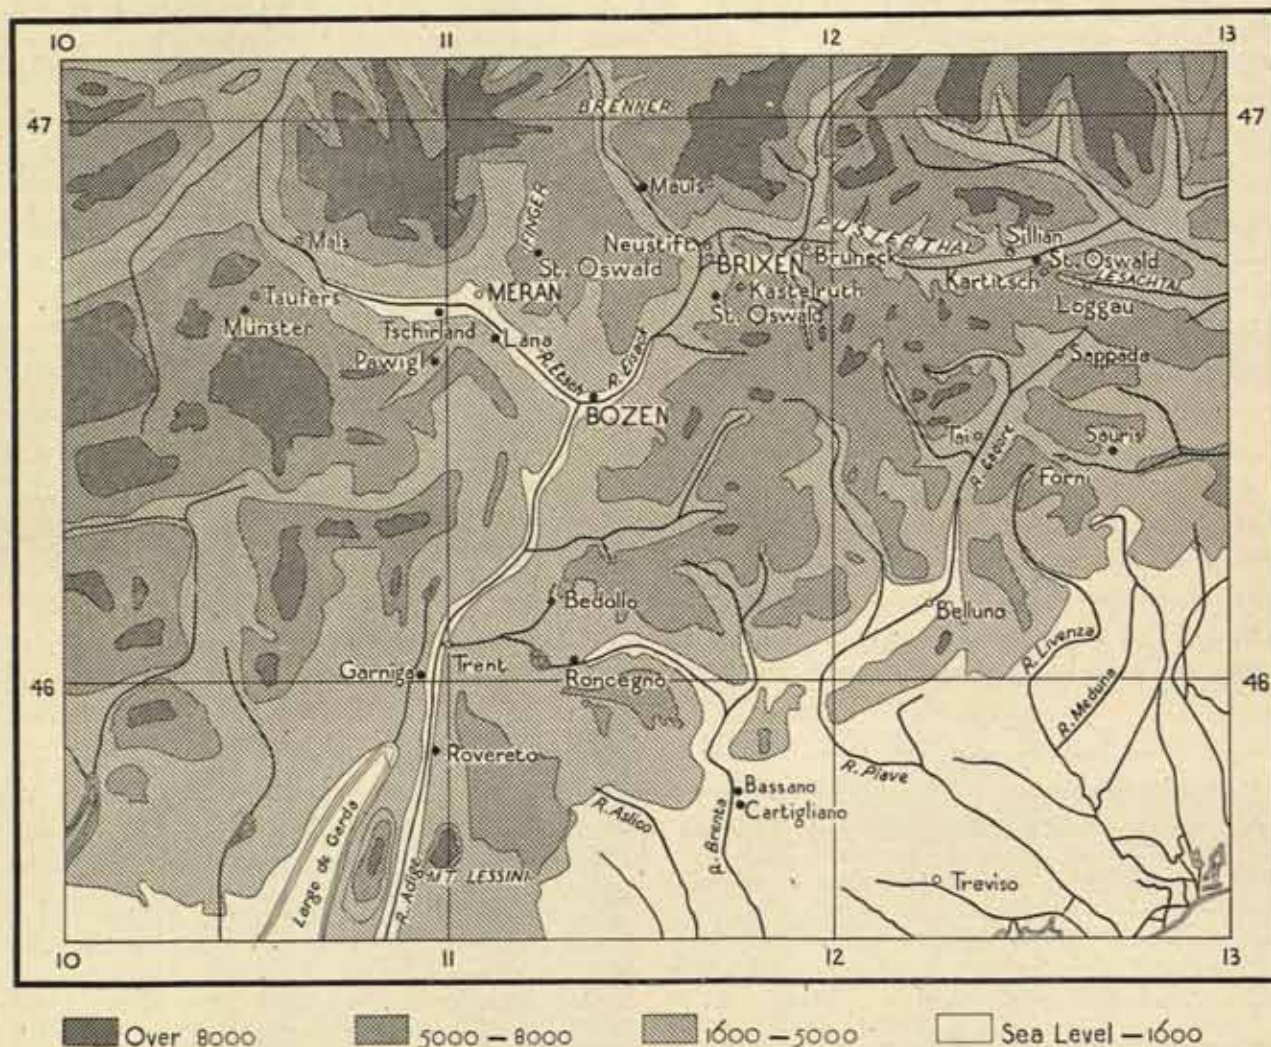 10 11 12 13
47 47
BRENNER
Mauls
FINGER
Mals
Neustift
PUSTERTHAL
Sillian
St. Oswald
BRIXEN
Bruneck
St. Oswald
Taufers
MERAN
Kastelruth
Kartitsch
LESACHTAL
Münster
Tschirland
St. Oswald
Loggau
Lana
Pawigl
R. Etsch
R. Eisack
Sappada
BOZEN
Tai
R. Cadore
Sauris
Forni
Bedollo
Belluno
R. Livenza
Garniga
Trent
Roncegno
46 46
R. Meduna
Rovereto
R. Piave
Bassano
Cartigliano
R. Aslico
R. Brenta
Largo de Garda
R. Adige
MT. LESSINI
Treviso
10 11 12 13
Over 8000 5000 – 8000 1600 – 5000 Sea Level – 1600